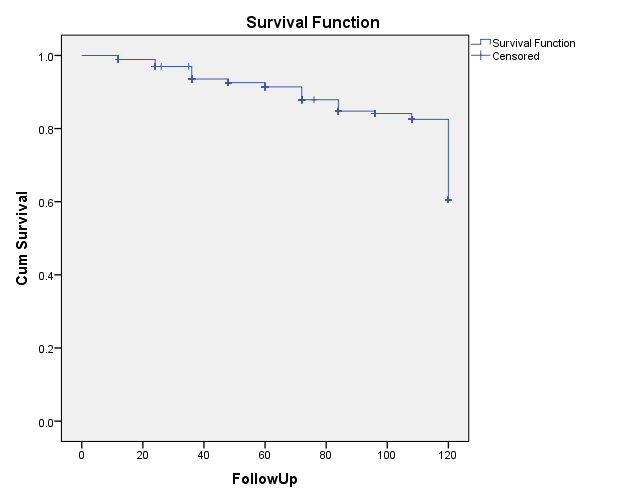 Survival Function
Survival Function
Censored
1.0
0.8
0.6
0.4
0.2
0.0
Cum Survival
0 20 40 60 80 100 120
FollowUp